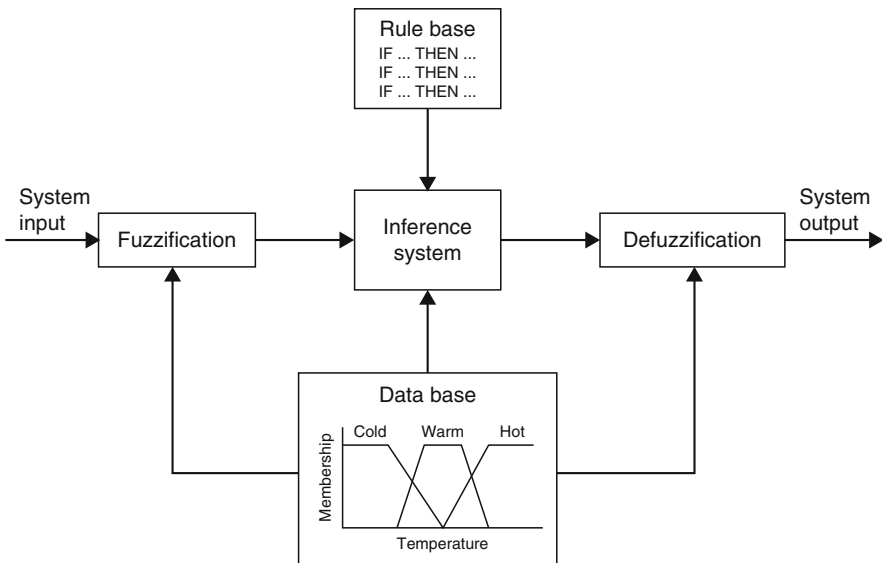 Rule base
IF ... THEN ...
IF ... THEN ...
IF ... THEN ...
System
input
Fuzzification
Inference
system
Defuzzification
System
output
Data base
Cold
Warm
Hot
Membership
Temperature